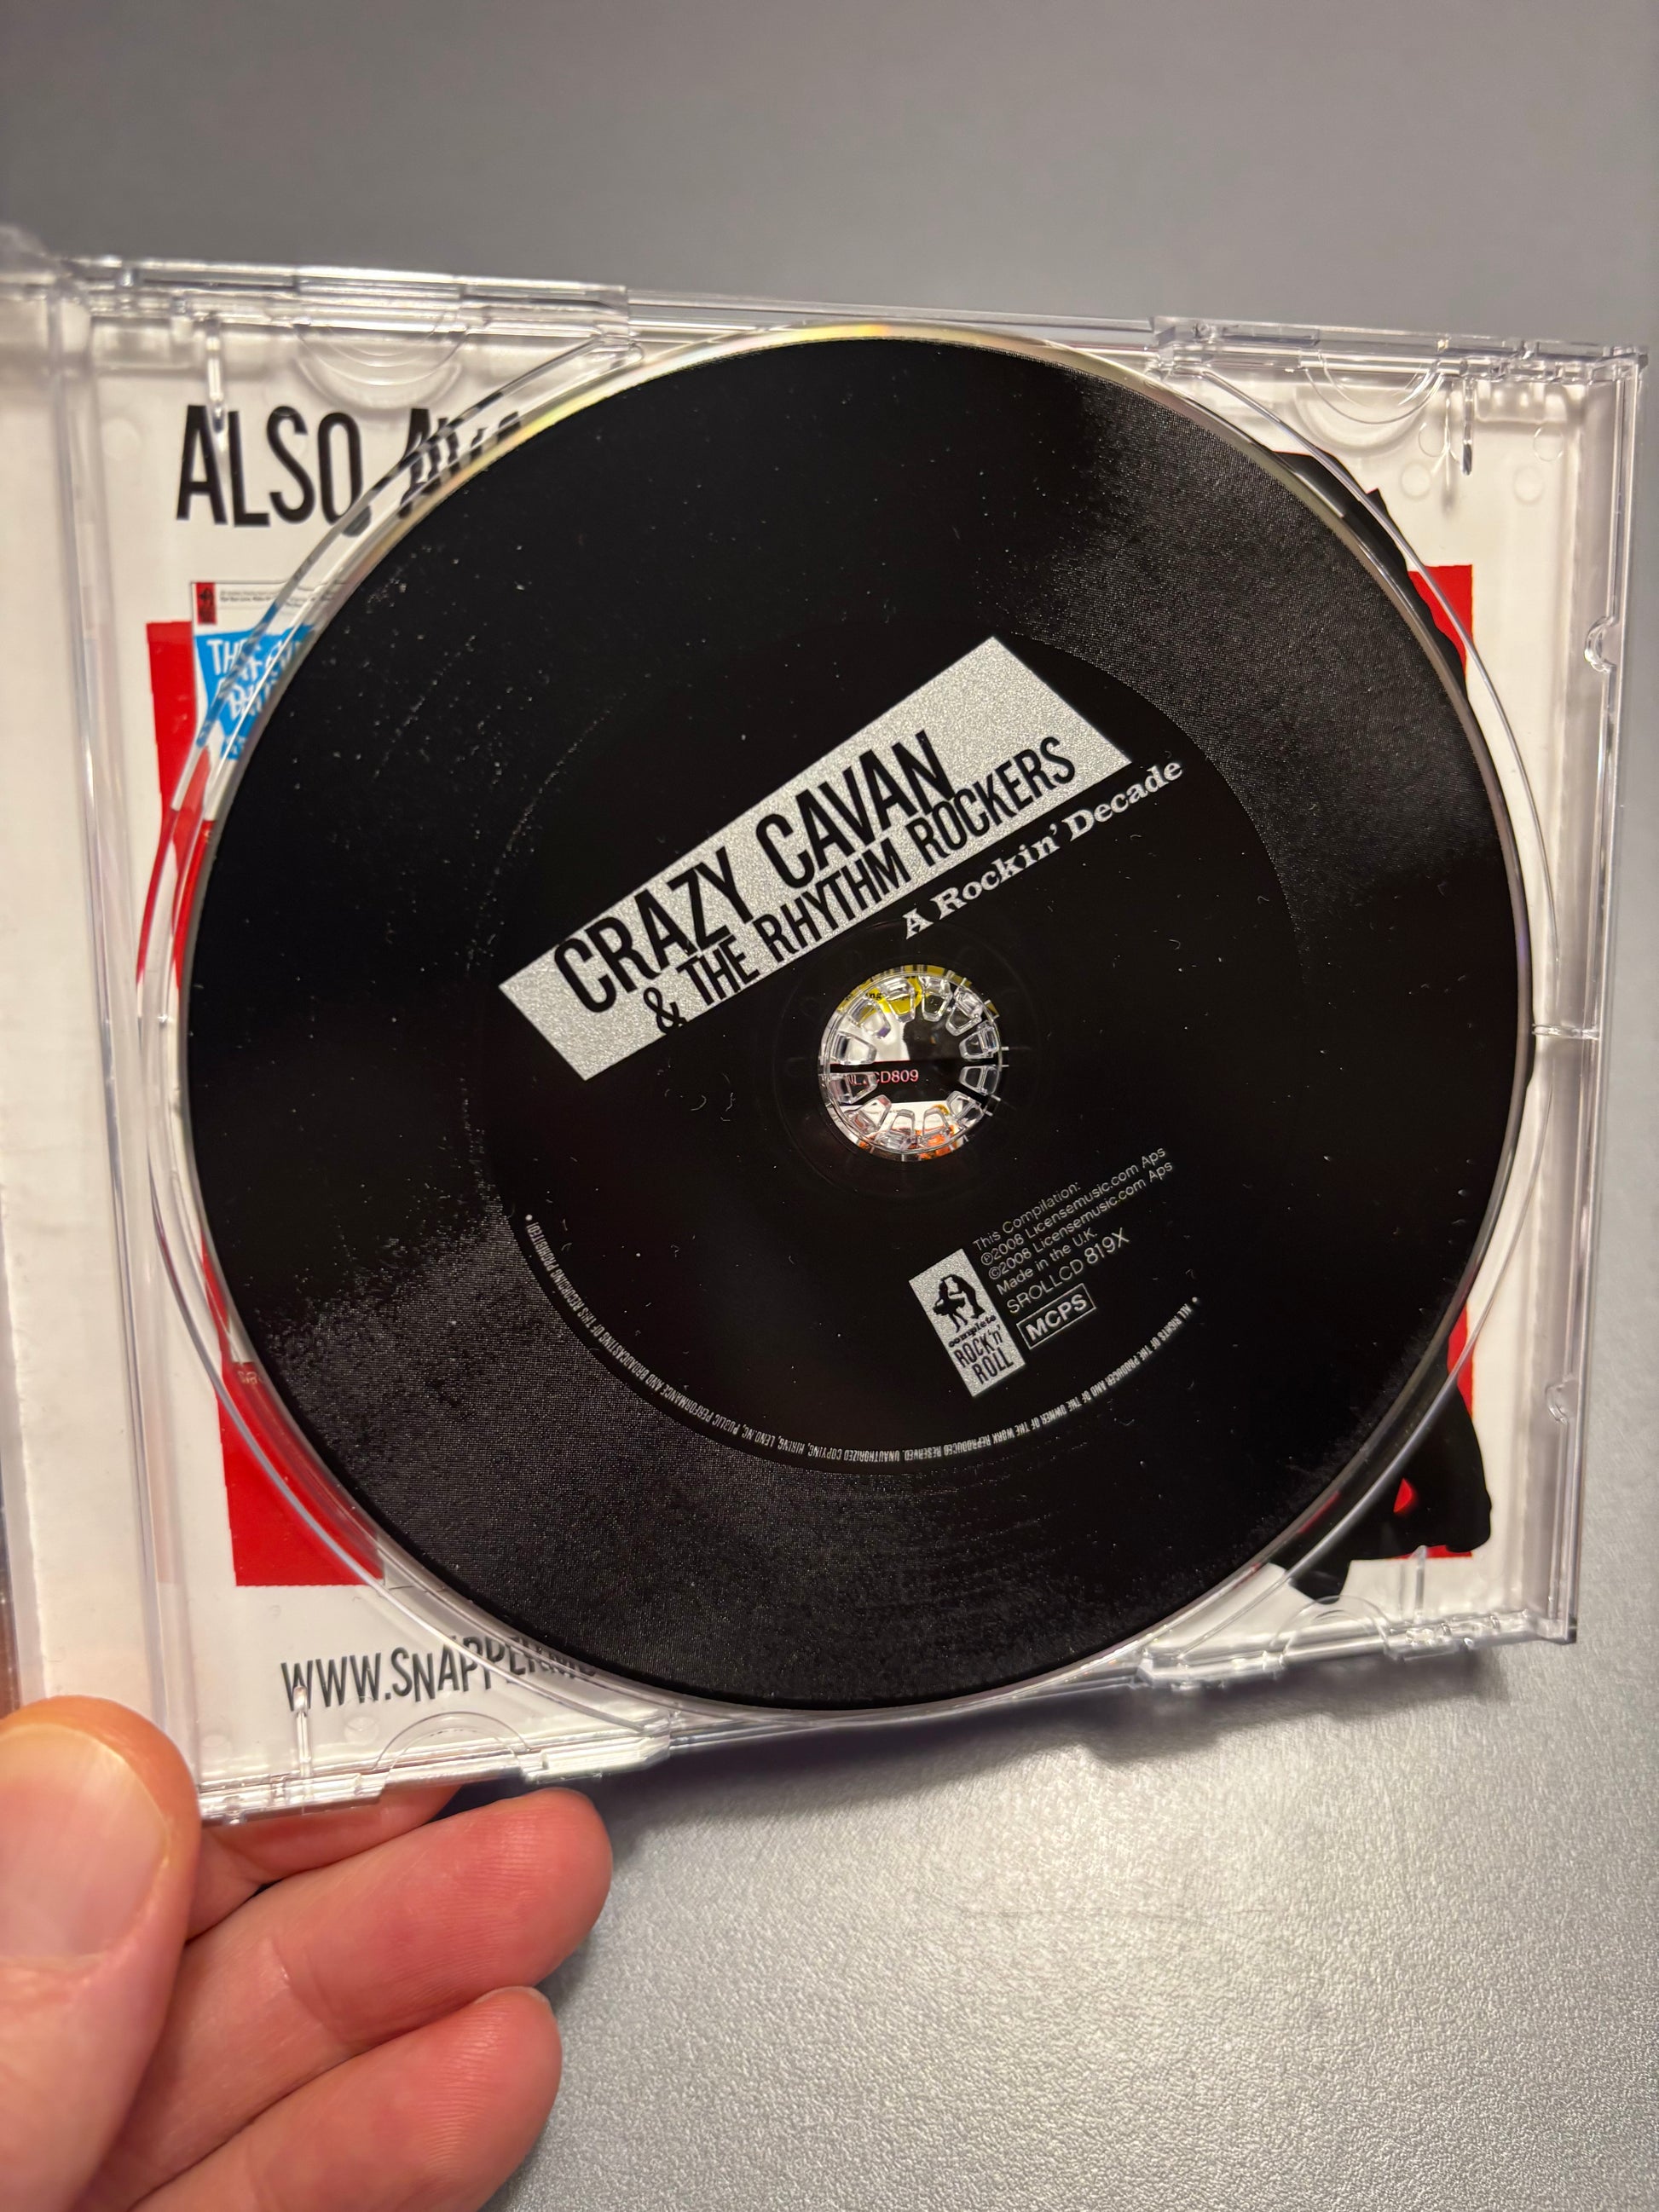 ALSO
CRAZY CAVAN
& THE RHYTHM ROCKERS
A Rockin' Decade
CD809
This Compilation:
℗2008 Licensemusic.com Aps
©2008 Licensemusic.com Aps
Made in the U.K.
SROLLCD 819X
MCPS
complete
ROCK'n'
ROLL
• ALL RIGHTS OF THE PRODUCER AND OF THE OWNER OF THE WORK REPRODUCED RESERVED. UNAUTHORIZED COPYING, HIRING, LENDING, PUBLIC PERFORMANCE AND BROADCASTING OF THIS RECORDING PROHIBITED! •